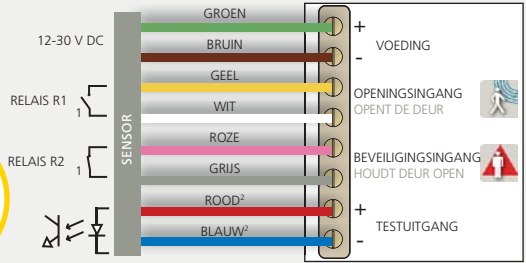 GROEN
+
12-30 V DC
VOEDING
BRUIN
-
GEEL
OPENINGSINGANG
OPENT DE DEUR
RELAIS R1
1
WIT
SENSOR
ROZE
BEVEILIGINGSINGANG
HOUDT DEUR OPEN
RELAIS R2
1
GRIJS
ROOD²
+
TESTUITGANG
BLAUW²
-